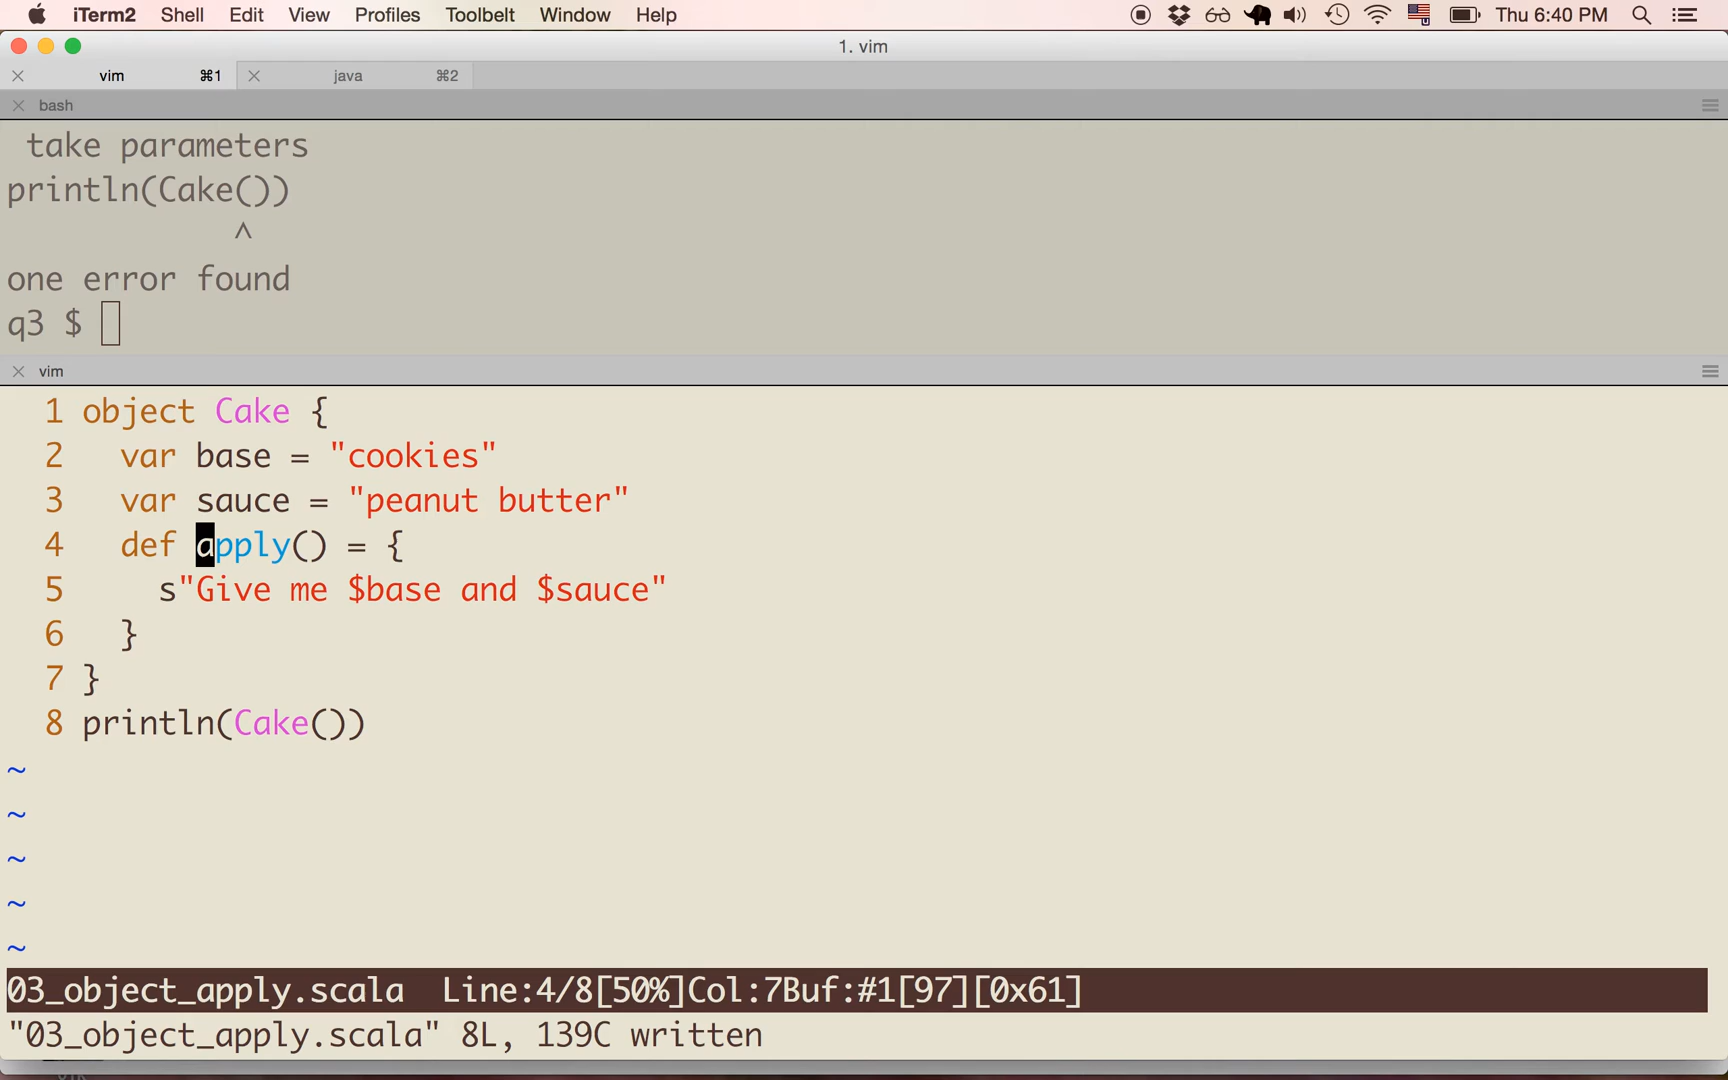 iTerm2 Shell Edit View Profiles Toolbelt Window Help Thu 6:40 PM
1. vim
vim ⌘1 java ⌘2
bash
take parameters
println(Cake())
^
one error found
q3 $
vim
1 object Cake {
2   var base = "cookies"
3   var sauce = "peanut butter"
4   def apply() = {
5     s"Give me $base and $sauce"
6   }
7 }
8 println(Cake())
~
~
~
~
~
03_object_apply.scala  Line:4/8[50%]Col:7Buf:#1[97][0x61]
"03_object_apply.scala" 8L, 139C written